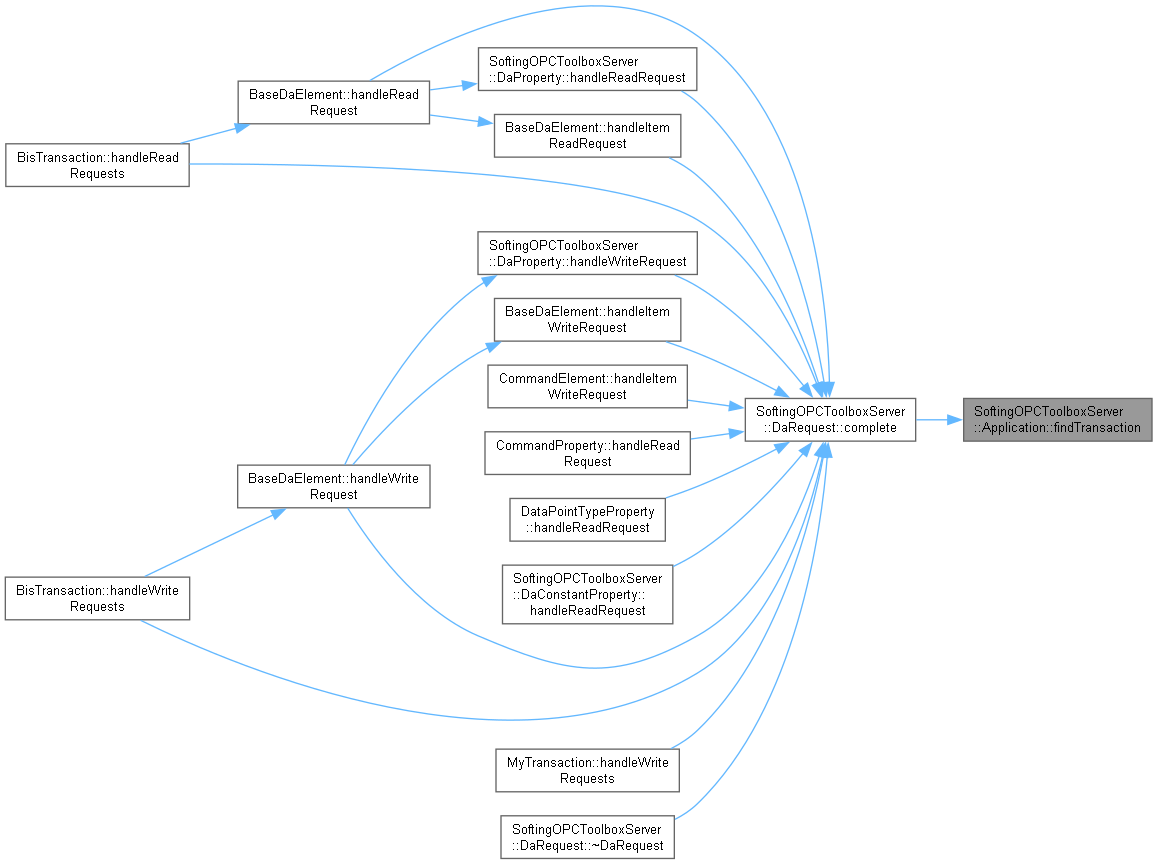 SoftingOPCToolboxServer
::DaProperty::handleReadRequest
BaseDaElement::handleRead
Request
BaseDaElement::handleItem
ReadRequest
BisTransaction::handleRead
Requests
SoftingOPCToolboxServer
::DaProperty::handleWriteRequest
BaseDaElement::handleItem
WriteRequest
CommandElement::handleItem
WriteRequest
SoftingOPCToolboxServer
::DaRequest::complete
SoftingOPCToolboxServer
::Application::findTransaction
CommandProperty::handleRead
Request
BaseDaElement::handleWrite
Request
DataPointTypeProperty
::handleReadRequest
SoftingOPCToolboxServer
::DaConstantProperty::
handleReadRequest
BisTransaction::handleWrite
Requests
MyTransaction::handleWrite
Requests
SoftingOPCToolboxServer
::DaRequest::~DaRequest